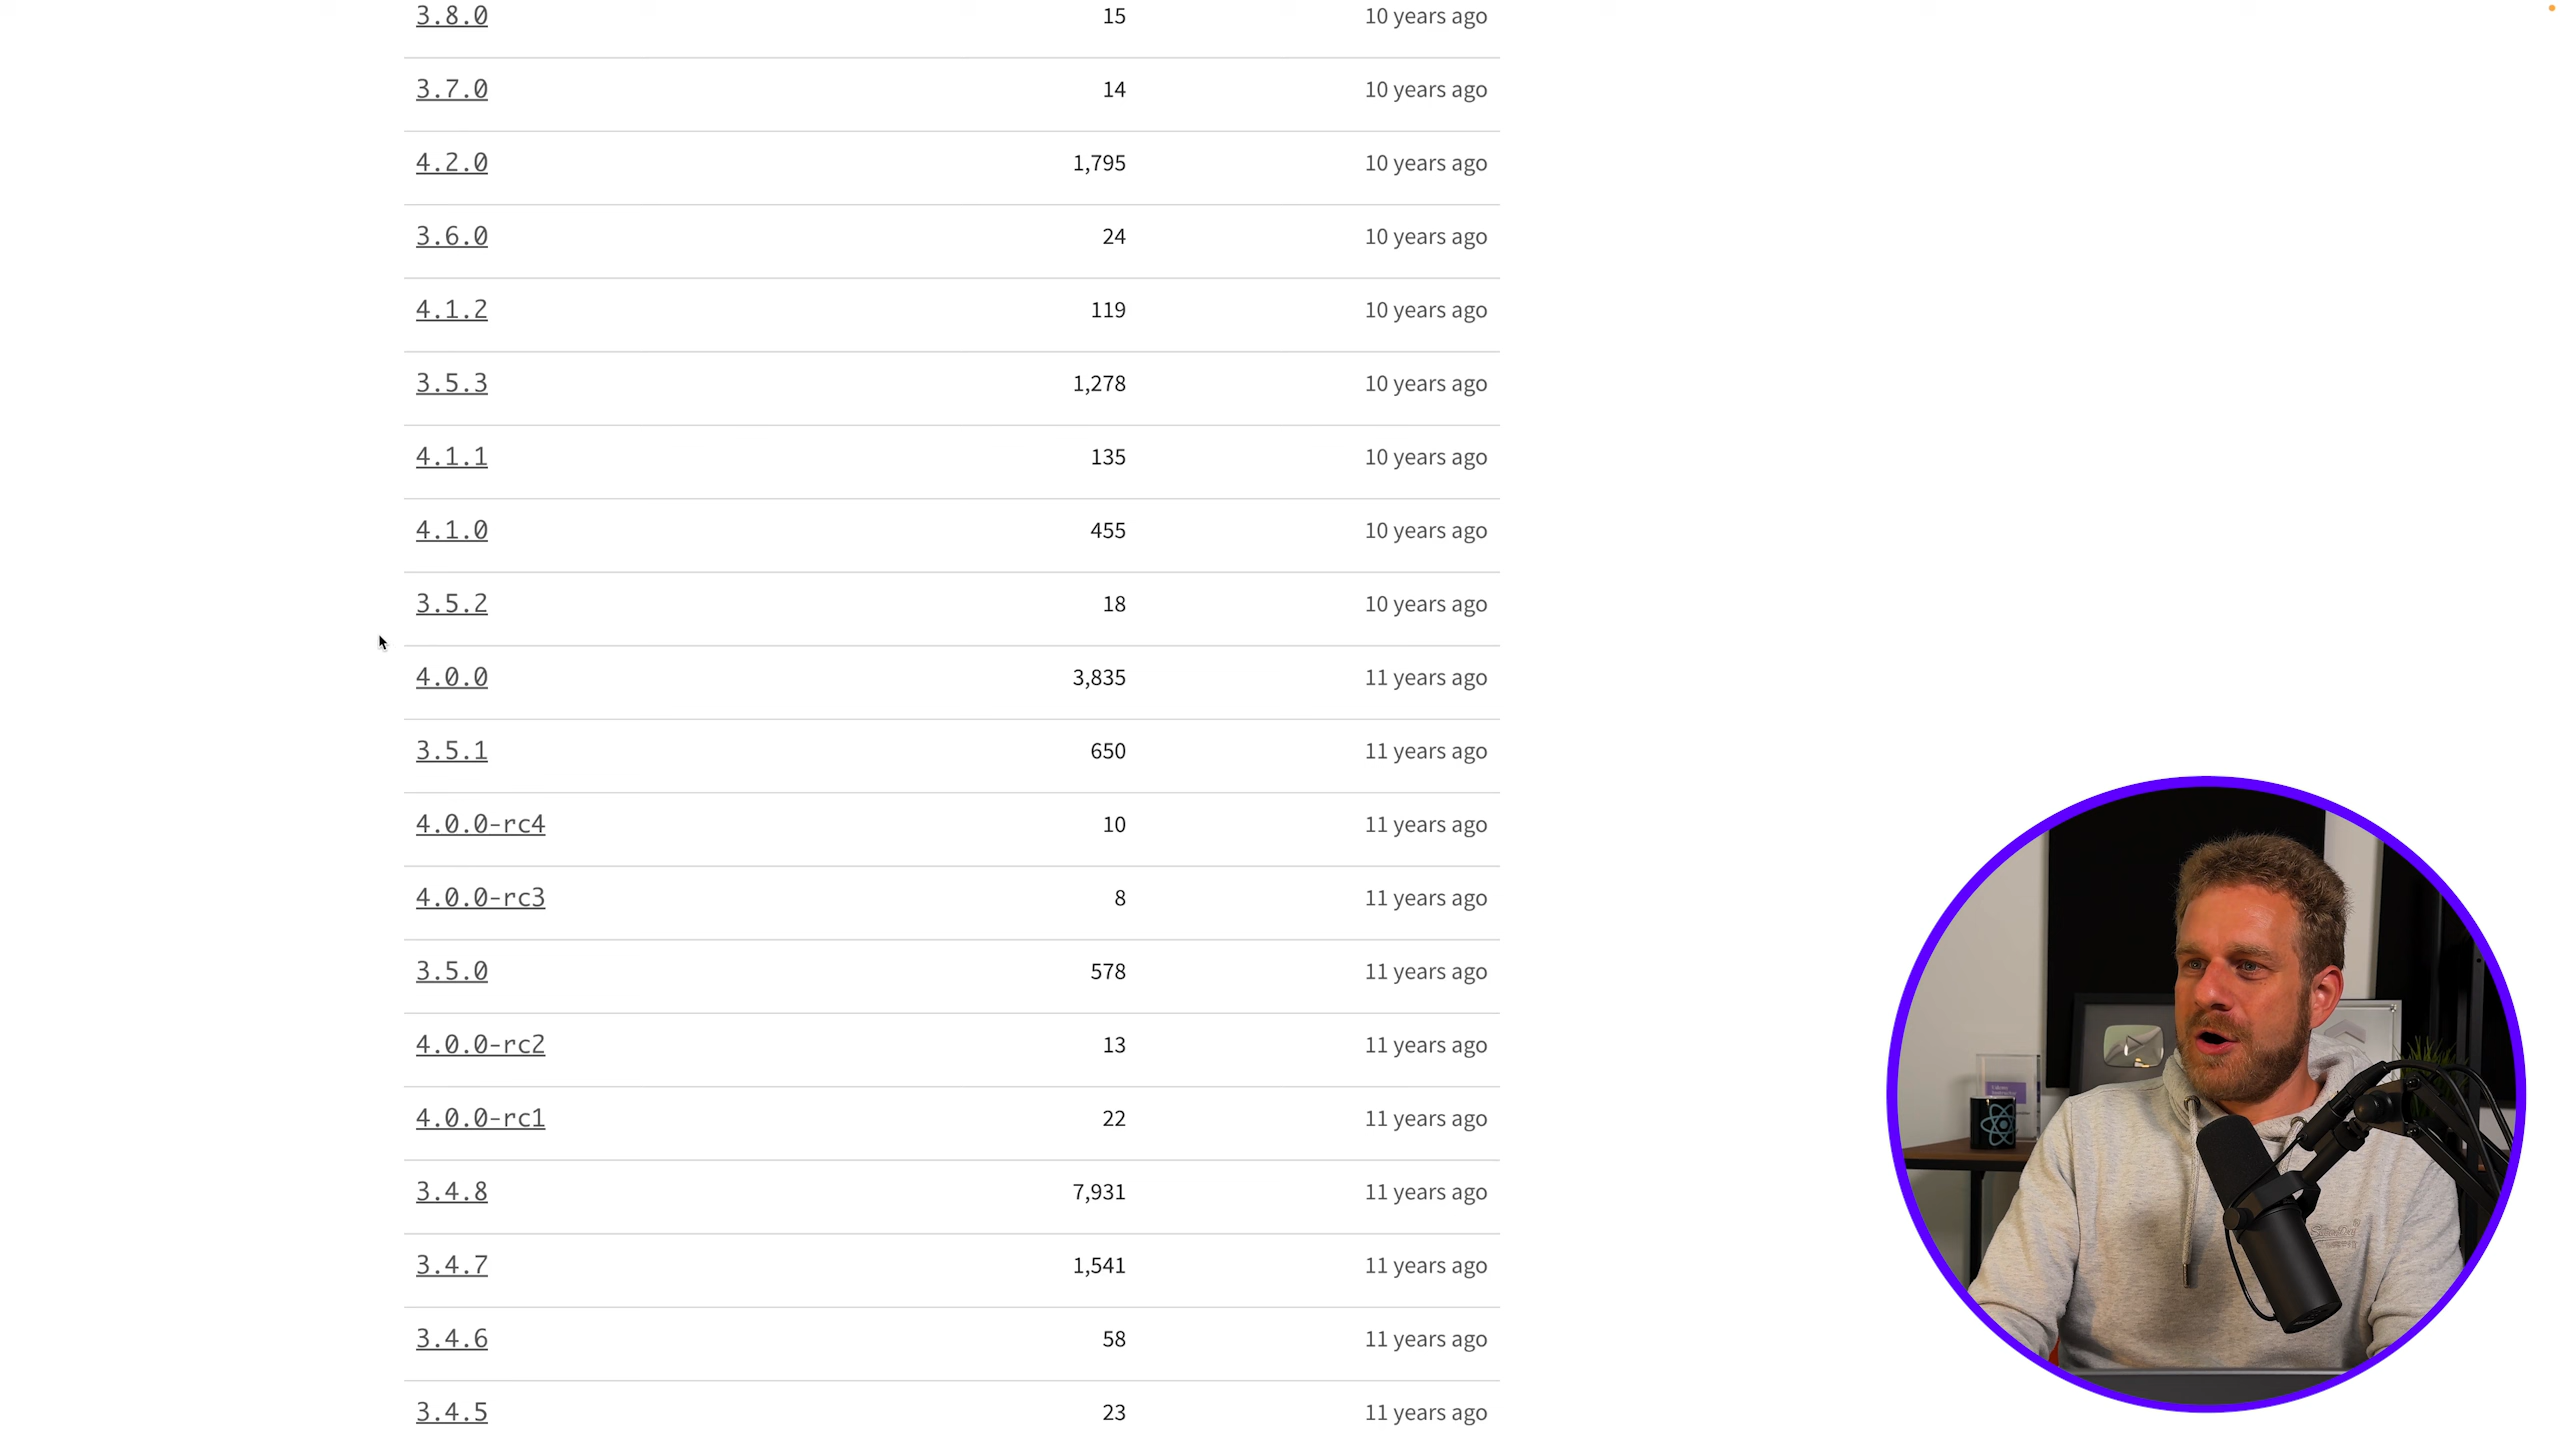 3.8.0 15 10 years ago
3.7.0 14 10 years ago
4.2.0 1,795 10 years ago
3.6.0 24 10 years ago
4.1.2 119 10 years ago
3.5.3 1,278 10 years ago
4.1.1 135 10 years ago
4.1.0 455 10 years ago
3.5.2 18 10 years ago
4.0.0 3,835 11 years ago
3.5.1 650 11 years ago
4.0.0-rc4 10 11 years ago
4.0.0-rc3 8 11 years ago
3.5.0 578 11 years ago
4.0.0-rc2 13 11 years ago
4.0.0-rc1 22 11 years ago
3.4.8 7,931 11 years ago
3.4.7 1,541 11 years ago
3.4.6 58 11 years ago
3.4.5 23 11 years ago